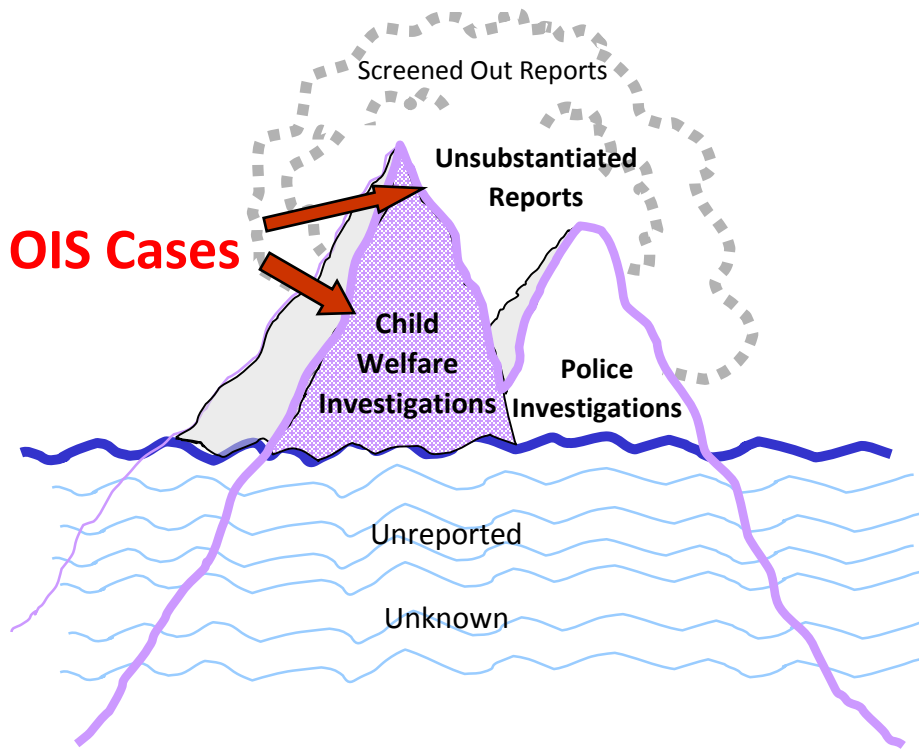 Screened Out Reports
Unsubstantiated
Reports
OIS Cases
Child
Welfare
Investigations
Police
Investigations
Unreported
Unknown